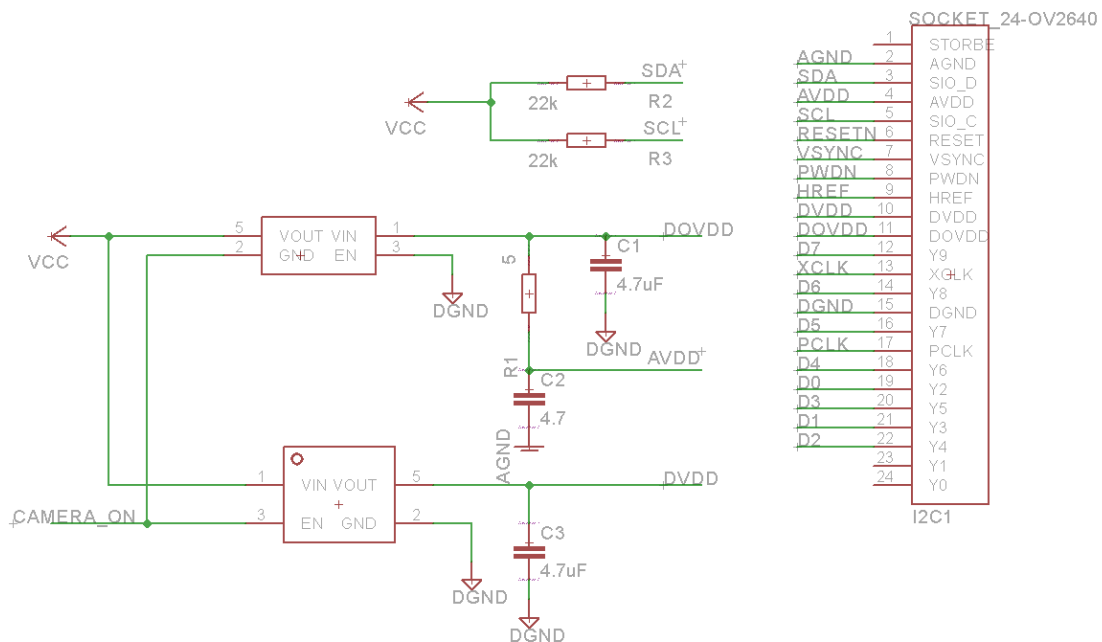 SOCKET_24-OV2640
1 STORBE
AGND 2 AGND
SDA 3 SIO_D
AVDD 4 AVDD
SCL 5 SIO_C
RESETN 6 RESET
VSYNC 7 VSYNC
PWDN 8 PWDN
HREF 9 HREF
DVDD 10 DVDD
DOVDD 11 DOVDD
D7 12 Y9
XCLK 13 XCLK
D6 14 Y8
DGND 15 DGND
D5 16 Y7
PCLK 17 PCLK
D4 18 Y6
D0 19 Y2
D3 20 Y5
D1 21 Y3
D2 22 Y4
23 Y1
24 Y0
I2C1
SDA
22k R2
VCC
SCL
22k R3
5 VOUT VIN 1 DOVDD
VCC
2 GND EN 3
DGND
5
R1
C1
4.7uF
DGND
AVDD
C2
4.7
AGND
1 VIN VOUT 5 DVDD
CAMERA_ON 3 EN GND 2
DGND
C3
4.7uF
DGND